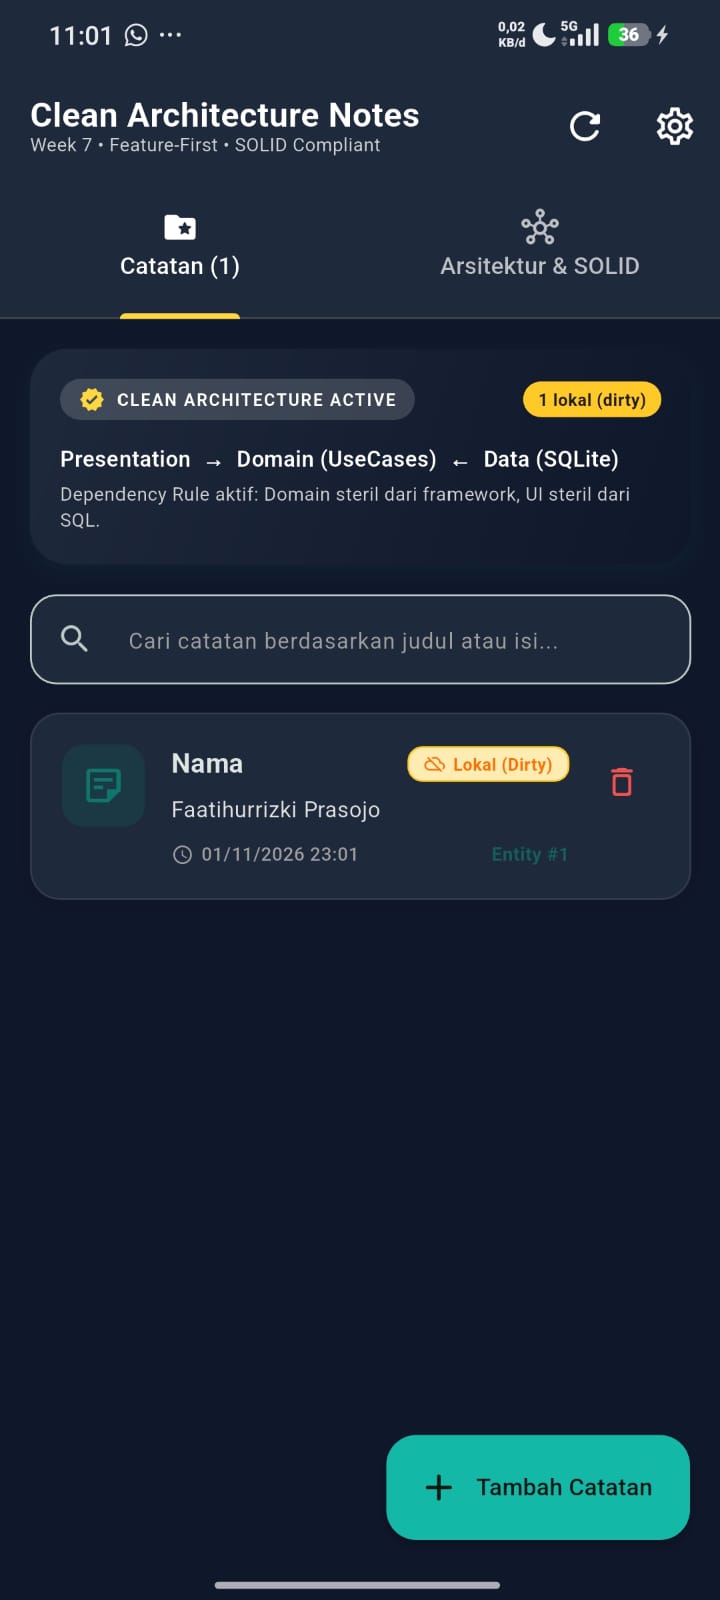 11:01 ...
0,02 KB/d 5G 36
Clean Architecture Notes
Week 7 • Feature-First • SOLID Compliant
Catatan (1)
Arsitektur & SOLID
CLEAN ARCHITECTURE ACTIVE
1 lokal (dirty)
Presentation → Domain (UseCases) ← Data (SQLite)
Dependency Rule aktif: Domain steril dari framework, UI steril dari
SQL.
Cari catatan berdasarkan judul atau isi...
Nama
Lokal (Dirty)
Faatihurrizki Prasojo
01/11/2026 23:01
Entity #1
+ Tambah Catatan